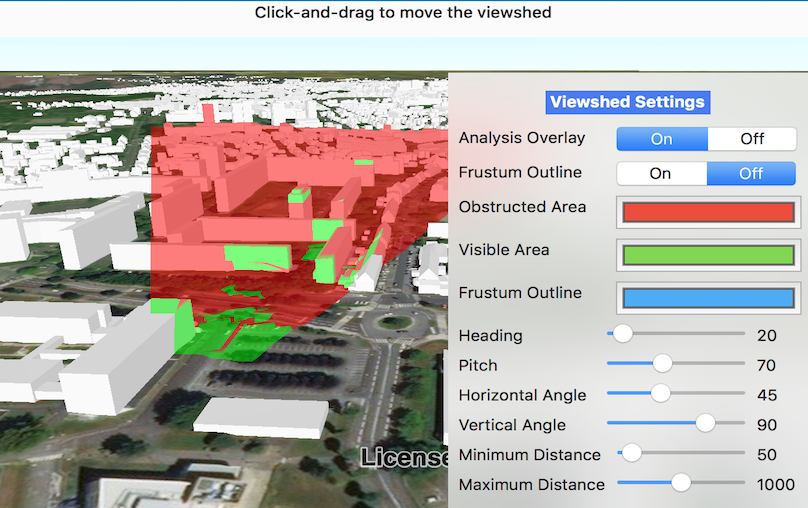 Click-and-drag to move the viewshed
Viewshed Settings
Analysis Overlay On Off
Frustum Outline On Off
Obstructed Area
Visible Area
Frustum Outline
Heading 20
Pitch 70
Horizontal Angle 45
Vertical Angle 90
Minimum Distance 50
Maximum Distance 1000
License